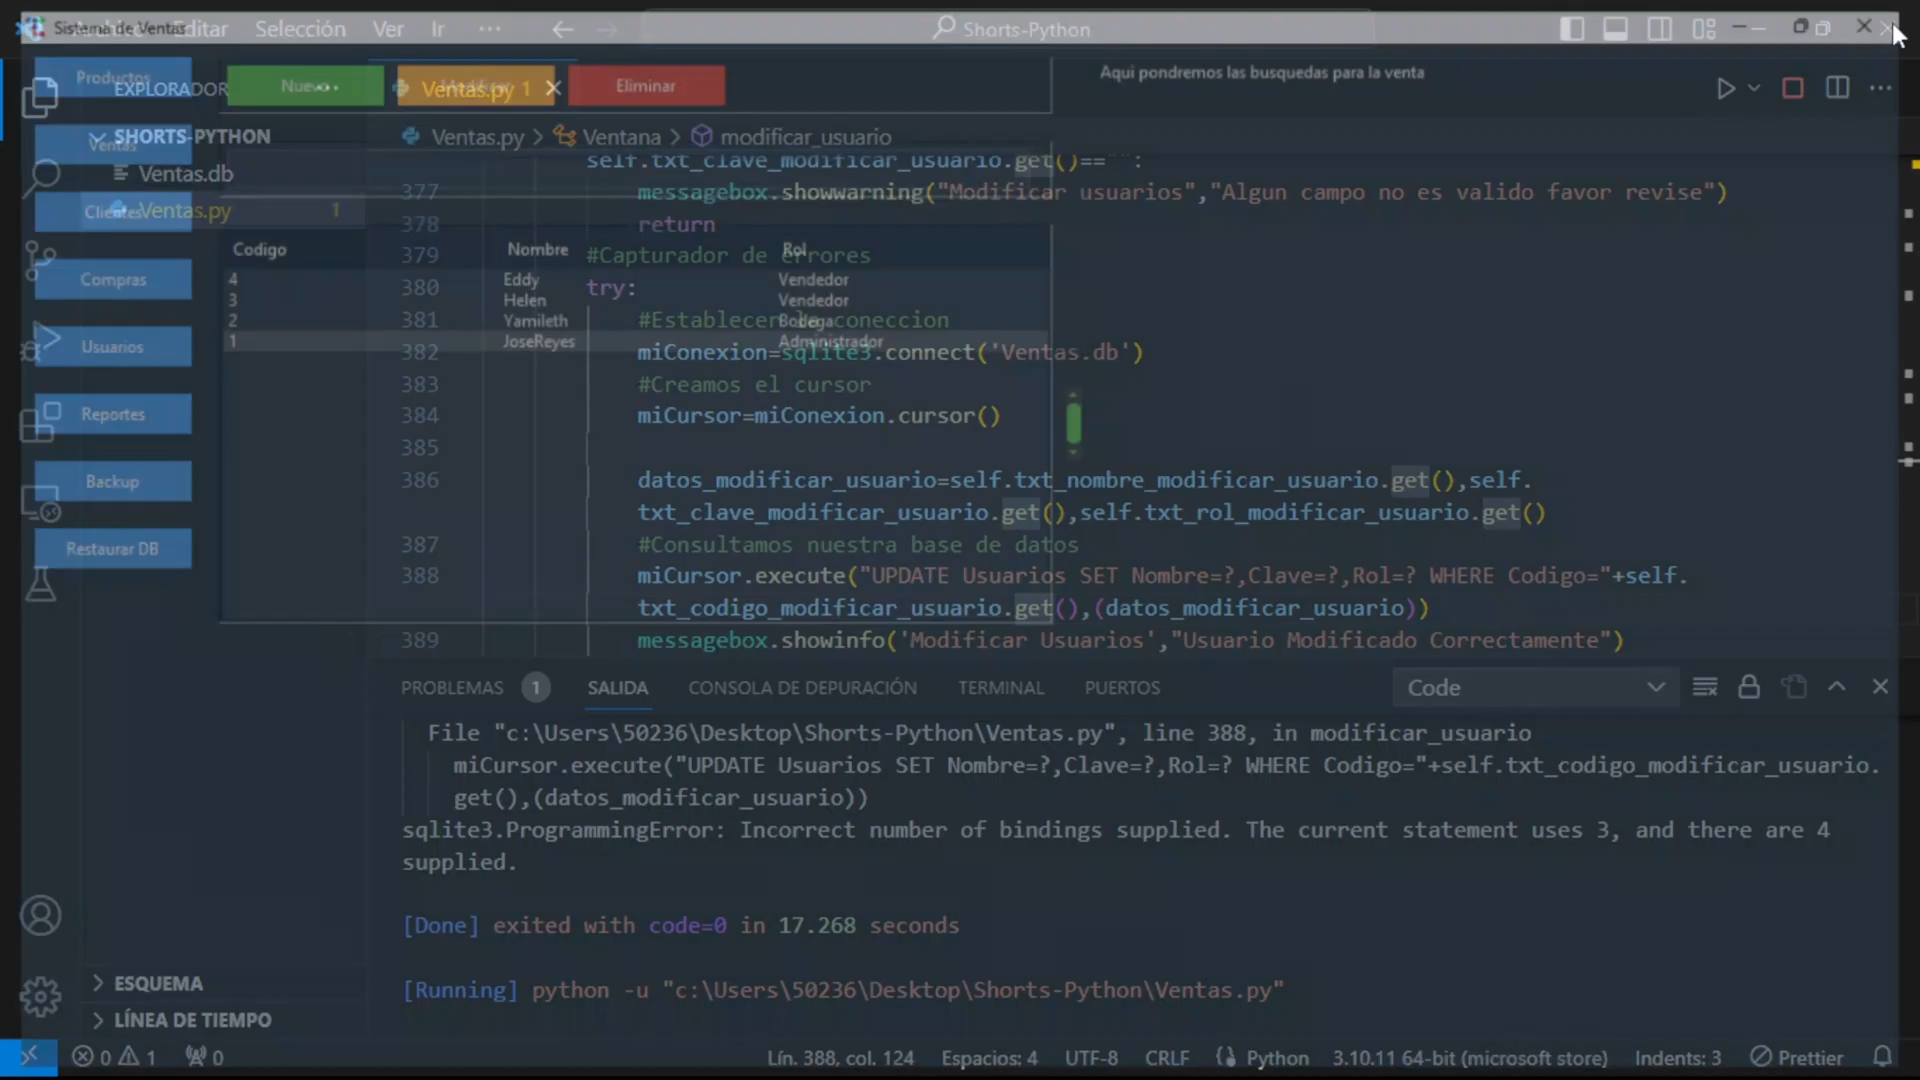 Sistema de Ventas
Editar Selección Ver Ir ··· Shorts-Python
Productos
Ventas
Clientes
Compras
Usuarios
Reportes
Backup
Restaurar DB
EXPLORADOR
SHORTS-PYTHON
Ventas.db
Ventas.py 1
Nuevo
Eliminar
Ventas.py 1
Aqui pondremos las busquedas para la venta
Ventas.py > Ventana > modificar_usuario
Codigo Nombre Rol
4 Eddy Vendedor
3 Helen Vendedor
2 Yamileth Bodega
1 JoseReyes Administrador
self.txt_clave_modificar_usuario.get()=="":
377 messagebox.showwarning("Modificar usuarios","Algun campo no es valido favor revise")
378 return
379 #Capturador de errores
380 try:
381 #Establecer la coneccion
382 miConexion=sqlite3.connect('Ventas.db')
383 #Creamos el cursor
384 miCursor=miConexion.cursor()
385
386 datos_modificar_usuario=self.txt_nombre_modificar_usuario.get(),self.
txt_clave_modificar_usuario.get(),self.txt_rol_modificar_usuario.get()
387 #Consultamos nuestra base de datos
388 miCursor.execute("UPDATE Usuarios SET Nombre=?,Clave=?,Rol=? WHERE Codigo="+self.
txt_codigo_modificar_usuario.get(),(datos_modificar_usuario))
389 messagebox.showinfo('Modificar Usuarios',"Usuario Modificado Correctamente")
PROBLEMAS 1 SALIDA CONSOLA DE DEPURACIÓN TERMINAL PUERTOS Code
File "c:\Users\50236\Desktop\Shorts-Python\Ventas.py", line 388, in modificar_usuario
miCursor.execute("UPDATE Usuarios SET Nombre=?,Clave=?,Rol=? WHERE Codigo="+self.txt_codigo_modificar_usuario.
get(),(datos_modificar_usuario))
sqlite3.ProgrammingError: Incorrect number of bindings supplied. The current statement uses 3, and there are 4
supplied.
[Done] exited with code=0 in 17.268 seconds
[Running] python -u "c:\Users\50236\Desktop\Shorts-Python\Ventas.py"
ESQUEMA
LÍNEA DE TIEMPO
0 1 0 Lín. 388, col. 124 Espacios: 4 UTF-8 CRLF Python 3.10.11 64-bit (microsoft store) Indents: 3 Prettier